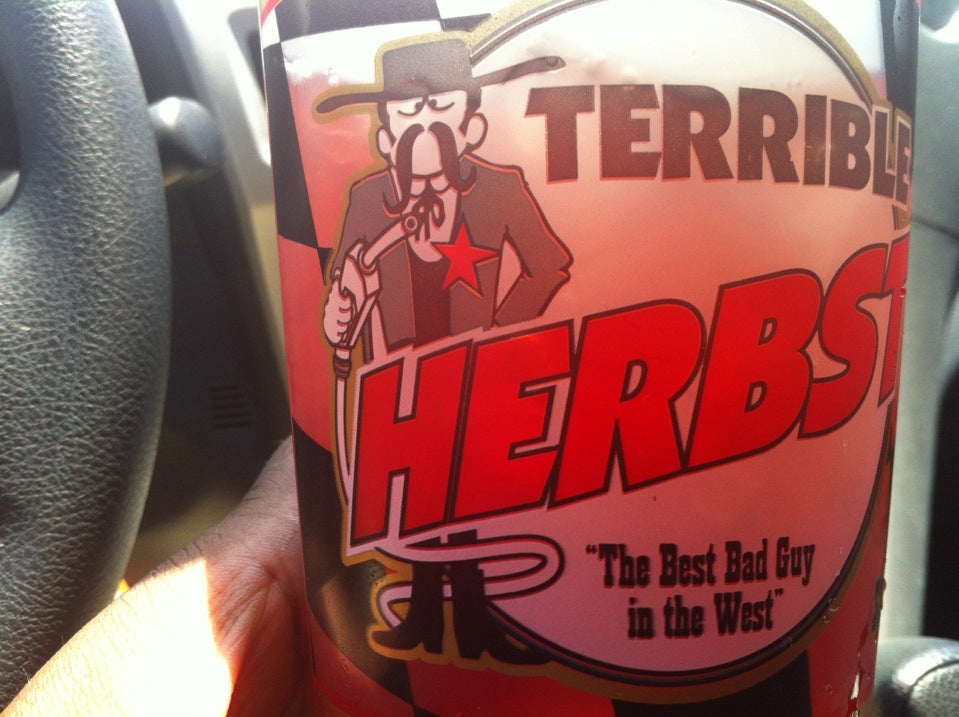 TERRIBLE
HERBST
"The Best Bad Guy
in the West"